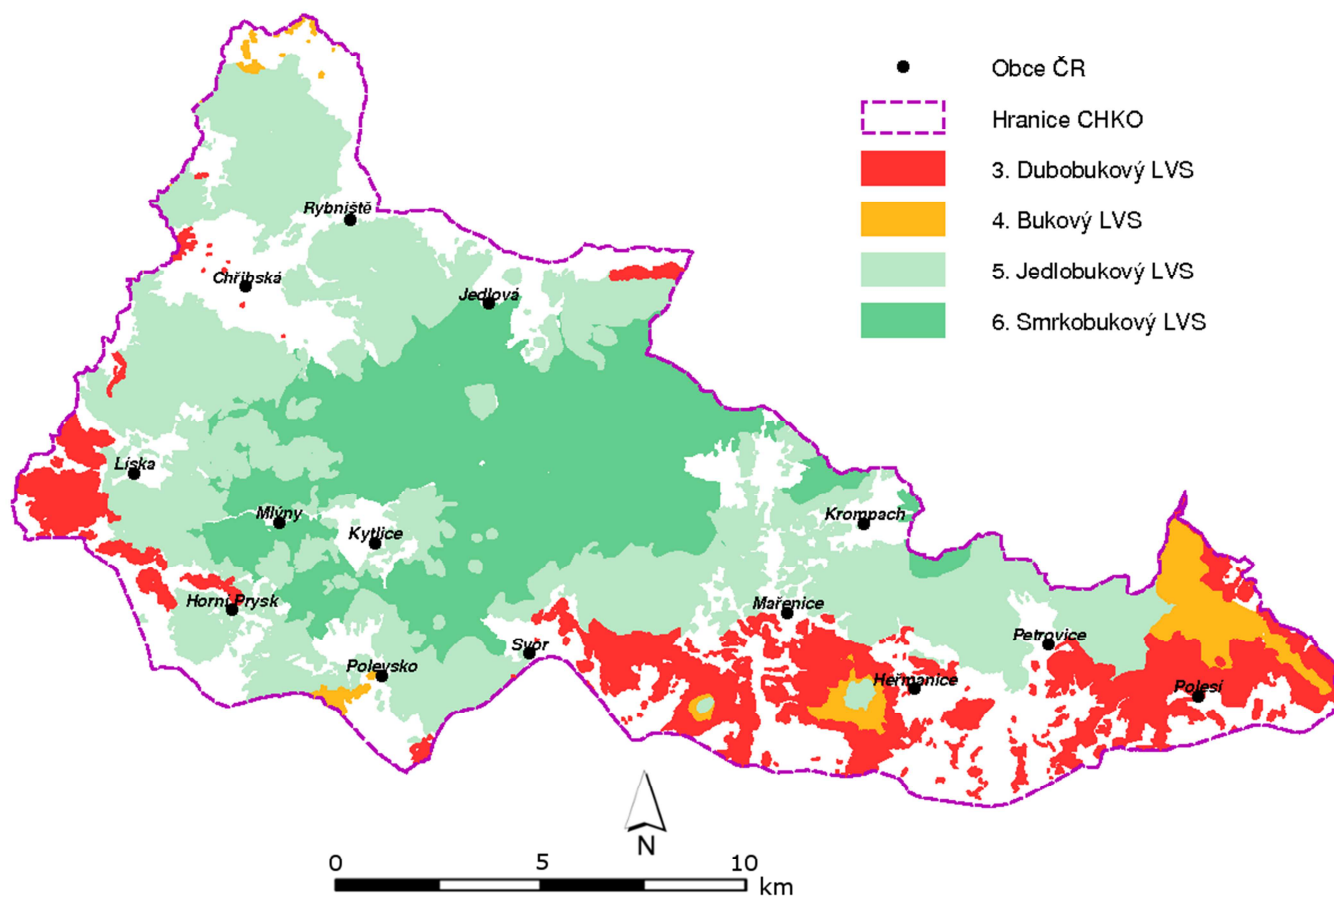 Obce ČR
Hranice CHKO
3. Dubobukový LVS
4. Bukový LVS
5. Jedlobukový LVS
6. Smrkobukový LVS
Rybniště
Chřibská
Jedlová
Líska
Mlýny
Kytlice
Krompach
Horní Prysk
Mařenice
Svor
Petrovice
Polevsko
Heřmanice
Polesí
N
0 5 10
km